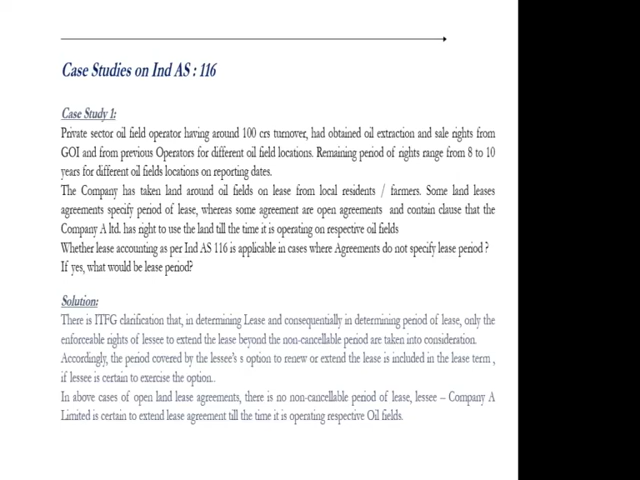 Case Studies on Ind AS : 116
Case Study 1:
Private sector oil field operator having around 100 crs turnover, had obtained oil extraction and sale rights from
GOI and from previous Operators for different oil field locations. Remaining period of rights range from 8 to 10
years for different oil fields locations on reporting dates.
The Company has taken land around oil fields on lease from local residents / farmers. Some land leases
agreements specify period of lease, whereas some agreement are open agreements and contain clause that the
Company A ltd. has right to use the land till the time it is operating on respective oil fields
Whether lease accounting as per Ind AS 116 is applicable in cases where Agreements do not specify lease period ?
If yes, what would be lease period?
Solution:
There is ITFG clarification that, in determining Lease and consequentially in determining period of lease, only the
enforceable rights of lessee to extend the lease beyond the non-cancellable period are taken into consideration.
Accordingly, the period covered by the lessee's s option to renew or extend the lease is included in the lease term ,
if lessee is certain to exercise the option..
In above cases of open land lease agreements, there is no non-cancellable period of lease, lessee – Company A
Limited is certain to extend lease agreement till the time it is operating respective Oil fields.